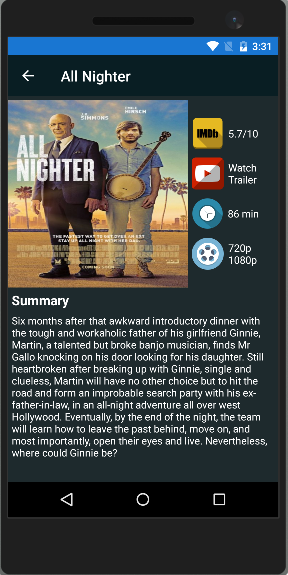 3:31
All Nighter
SIMMONS
HIRSCH
ALL
NIGHTER
THE FASTEST WAY TO GET OVER AN EX?
STAY UP ALL NIGHT WITH HER DAD.
COMING SOON
IMDb
5.7/10
Watch
Trailer
86 min
720p
1080p
Summary
Six months after that awkward introductory dinner with
the tough and workaholic father of his girlfriend Ginnie,
Martin, a talented but broke banjo musician, finds Mr
Gallo knocking on his door looking for his daughter. Still
heartbroken after breaking up with Ginnie, single and
clueless, Martin will have no other choice but to hit the
road and form an improbable search party with his ex-
father-in-law, in an all-night adventure all over west
Hollywood. Eventually, by the end of the night, the team
will learn how to leave the past behind, move on, and
most importantly, open their eyes and live. Nevertheless,
where could Ginnie be?